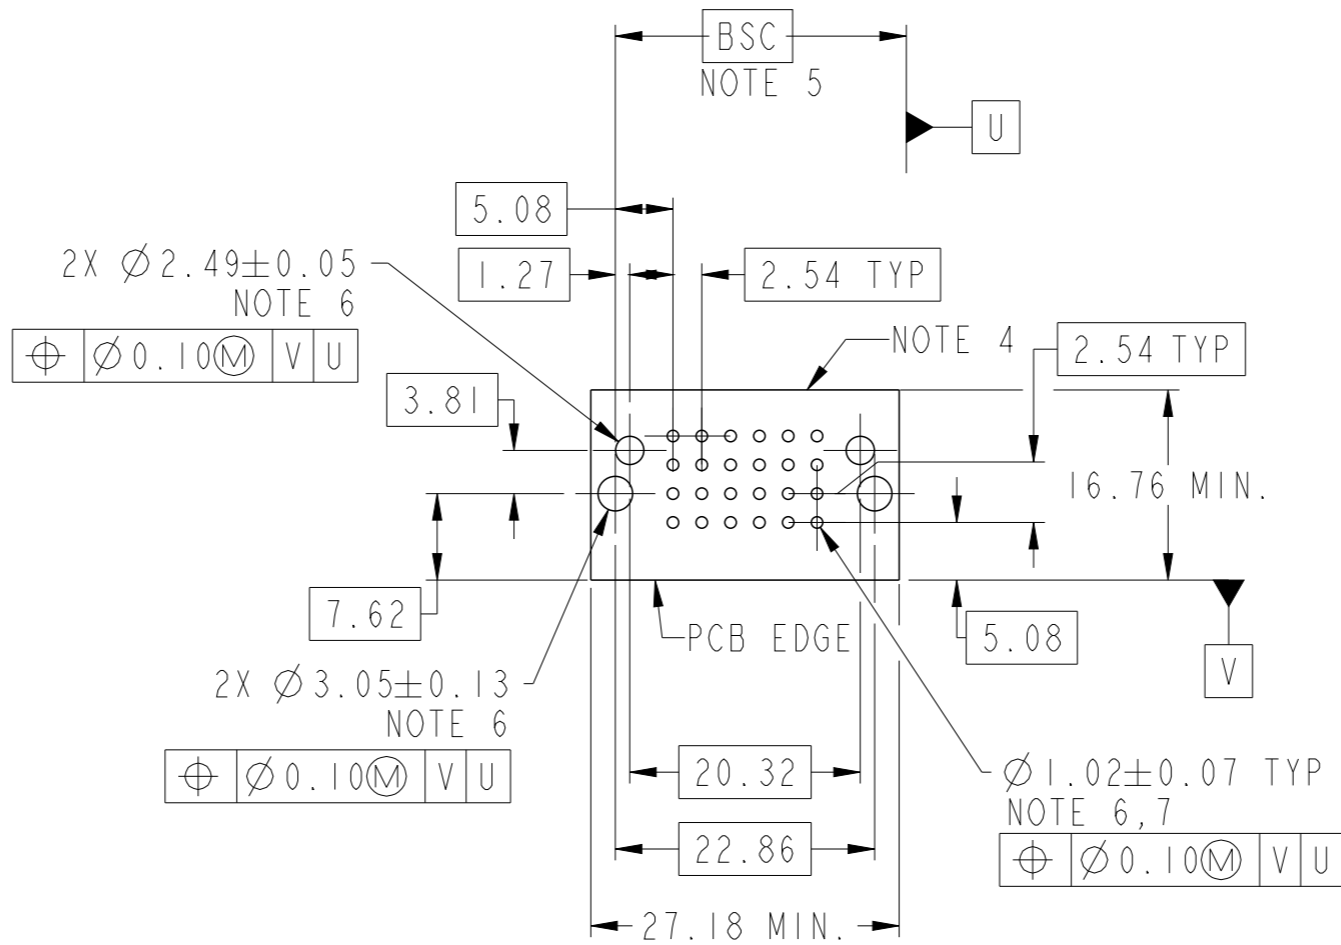 BSC
NOTE 5
U
5.08
2X Ø2.49±0.05
NOTE 6
1.27
2.54 TYP
⌖ Ø0.10Ⓜ V U
NOTE 4
2.54 TYP
3.81
16.76 MIN.
7.62
PCB EDGE
5.08
V
2X Ø3.05±0.13
NOTE 6
⌖ Ø0.10Ⓜ V U
20.32
Ø1.02±0.07 TYP
NOTE 6,7
⌖ Ø0.10Ⓜ V U
22.86
27.18 MIN.